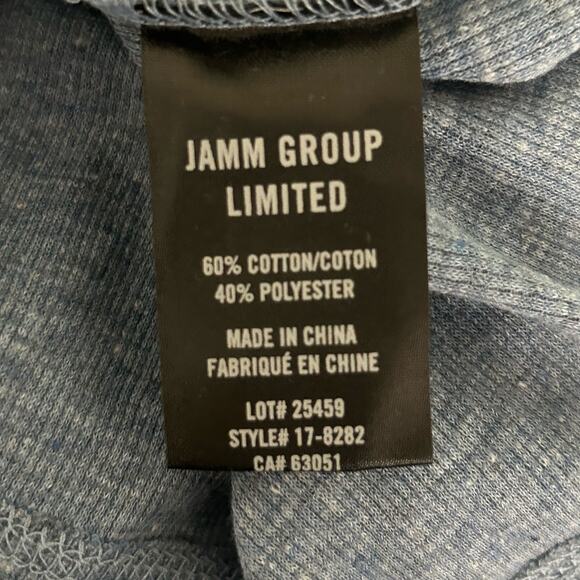 JAMM GROUP
LIMITED
60% COTTON/COTON
40% POLYESTER
MADE IN CHINA
FABRIQUÉ EN CHINE
LOT# 25459
STYLE# 17-8282
CA# 63051